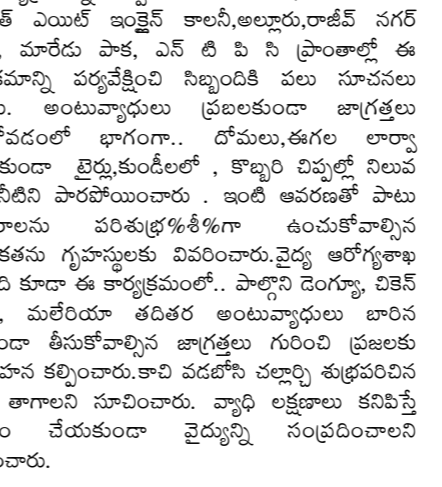 త్ ఎయిట్ ఇంక్లైన్ కాలనీ,అల్లూరు,రాజీవ్ నగర్
, మారేడు పాక, ఎన్ టి పి సి ప్రాంతాల్లో ఈ
కమాన్ని పర్యవేక్షించి సిబ్బందికి పలు సూచనలు
. అంటువ్యాధులు ప్రబలకుండా జాగ్రత్తలు
ోవడంలో భాగంగా.. దోమలు,ఈగల లార్వా
కుండా టైర్లు,కుండీలలో , కొబ్బరి చిప్పల్లో నిలువ
నీటిని పారపోయించారు . ఇంటి ఆవరణతో పాటు
రాలను పరిశుభ్ర%శీ%గా ఉంచుకోవాల్సిన
కతను గృహస్థులకు వివరించారు.వైద్య ఆరోగ్యశాఖ
ది కూడా ఈ కార్యక్రమంలో.. పాల్గొని డెంగ్యూ, చికెన్
, మలేరియా తదితర అంటువ్యాధులు బారిన
ండా తీసుకోవాల్సిన జాగ్రత్తలు గురించి ప్రజలకు
హన కల్పించారు.కాచి వడబోసి చల్లార్చి శుభ్రపరిచిన
తాగాలని సూచించారు. వ్యాధి లక్షణాలు కనిపిస్తే
ం చేయకుండా వైద్యున్ని సంప్రదించాలని
ంచారు.